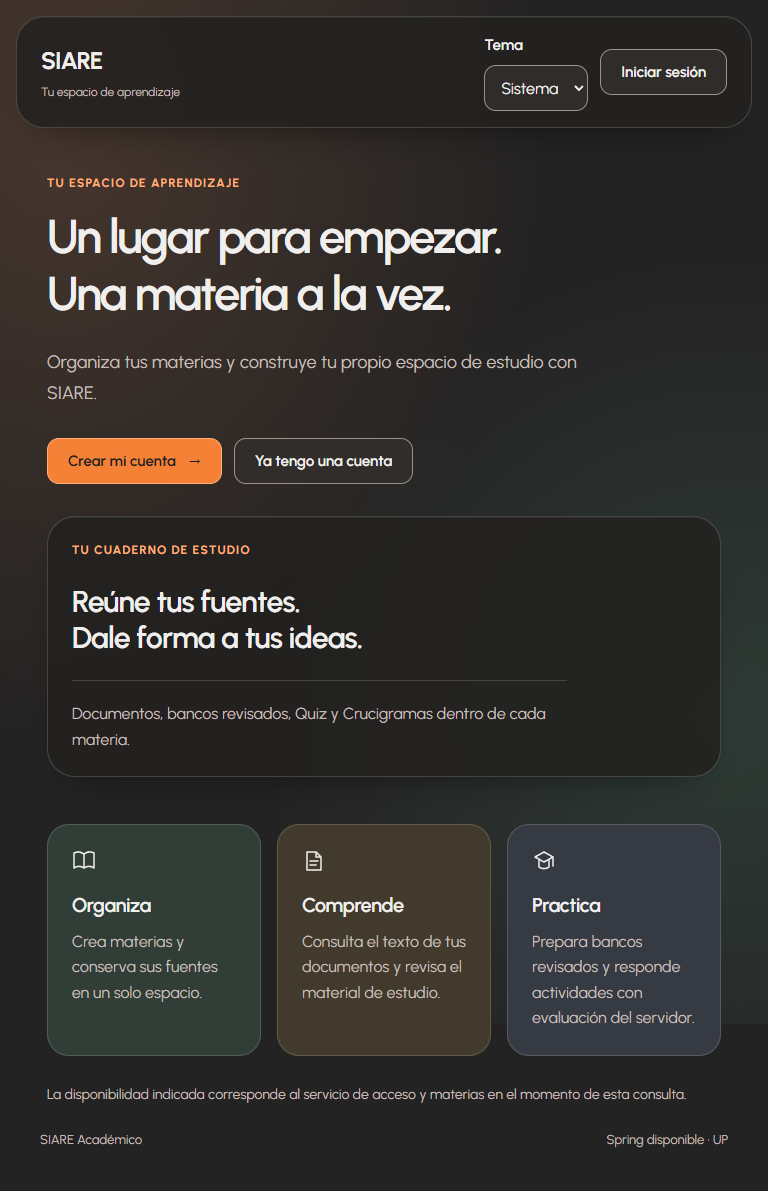 SIARE
Tu espacio de aprendizaje
Tema
Sistema
Iniciar sesión
TU ESPACIO DE APRENDIZAJE
Un lugar para empezar.
Una materia a la vez.
Organiza tus materias y construye tu propio espacio de estudio con
SIARE.
Crear mi cuenta →
Ya tengo una cuenta
TU CUADERNO DE ESTUDIO
Reúne tus fuentes.
Dale forma a tus ideas.
Documentos, bancos revisados, Quiz y Crucigramas dentro de cada
materia.
Organiza
Crea materias y
conserva sus fuentes
en un solo espacio.
Comprende
Consulta el texto de tus
documentos y revisa el
material de estudio.
Practica
Prepara bancos
revisados y responde
actividades con
evaluación del servidor.
La disponibilidad indicada corresponde al servicio de acceso y materias en el momento de esta consulta.
SIARE Académico
Spring disponible · UP